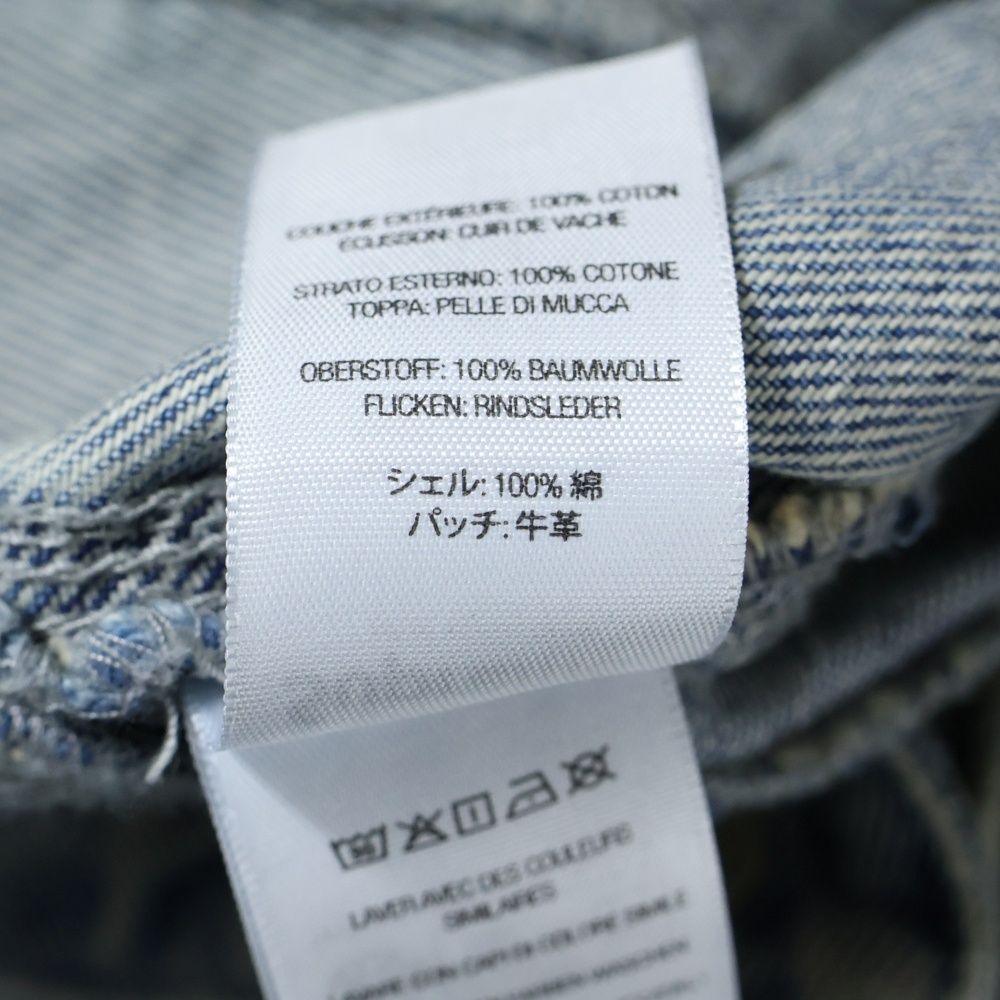 COUCHE EXTÉRIEURE: 100% COTON
ÉCUSSON: CUIR DE VACHE
STRATO ESTERNO: 100% COTONE
TOPPA: PELLE DI MUCCA
OBERSTOFF: 100% BAUMWOLLE
FLICKEN: RINDSLEDER
シェル: 100% 綿
パッチ: 牛革
LAVER AVEC DES COULEURS
SIMILAIRES